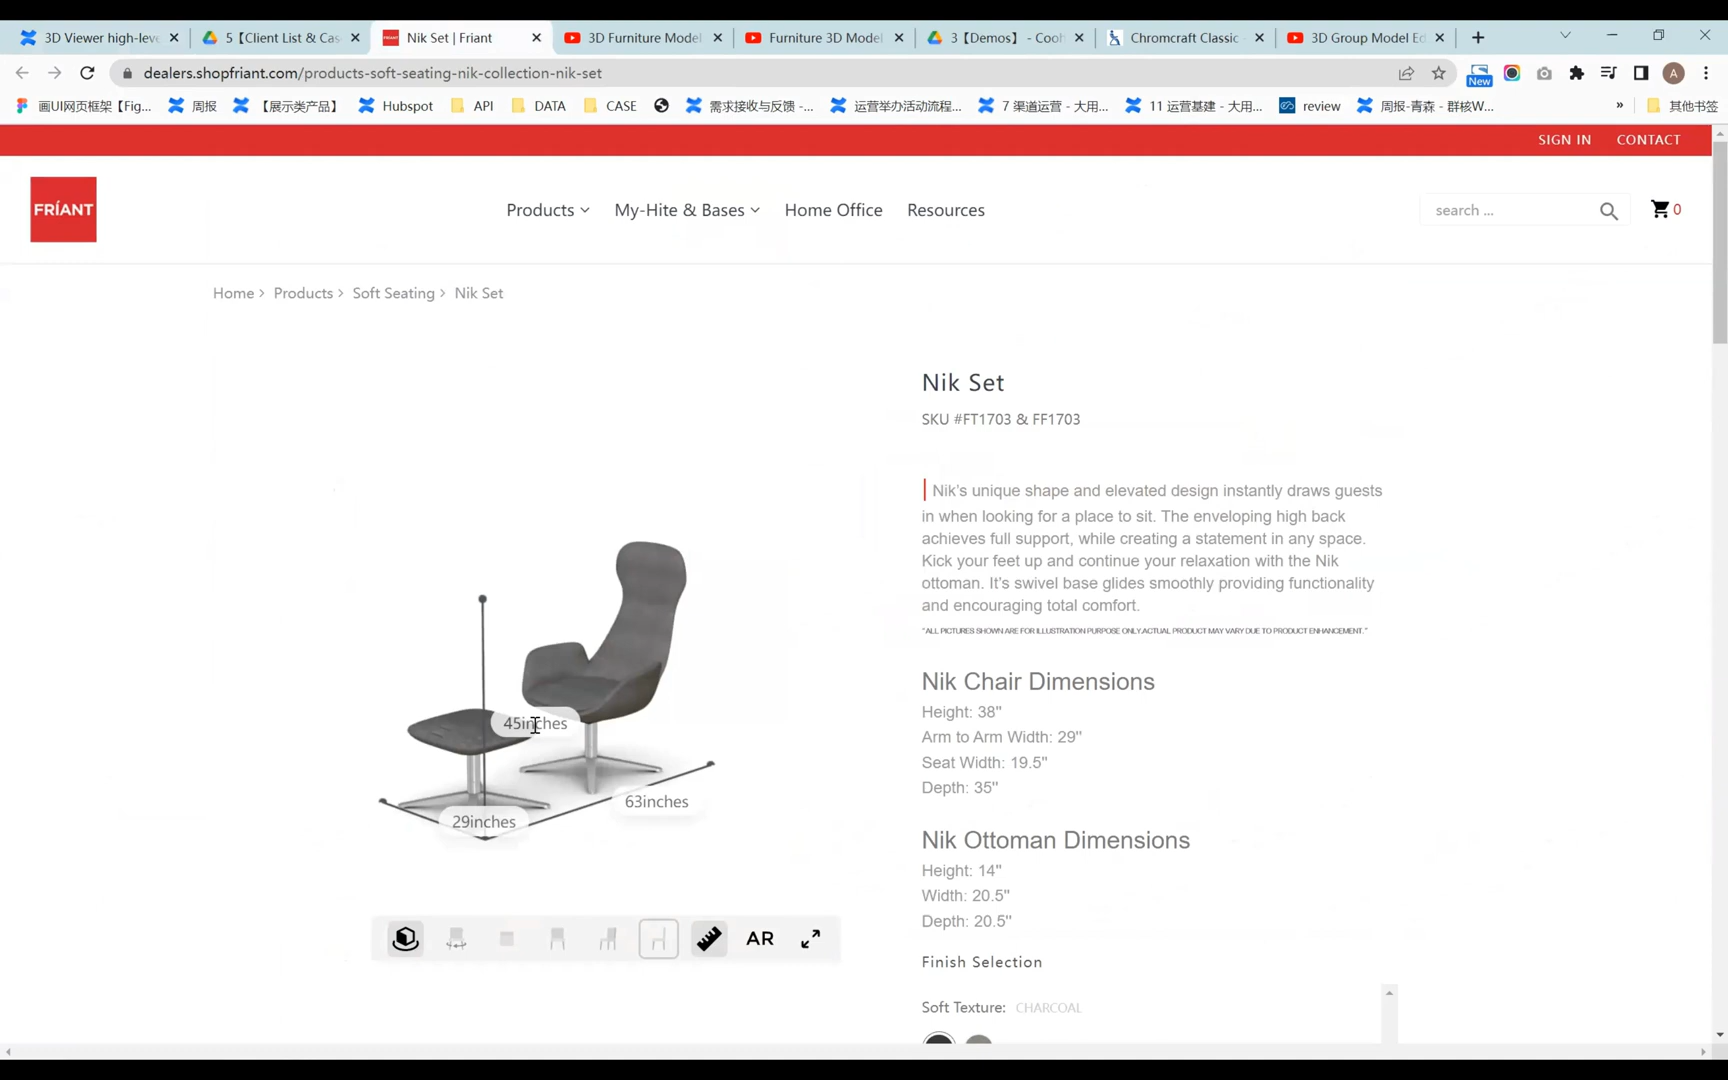 3D Viewer high-leve
5【Client List & Cas
Nik Set | Friant
3D Furniture Model
Furniture 3D Model
3【Demos】 - Cooh
Chromcraft Classic -
3D Group Model Ed
dealers.shopfriant.com/products-soft-seating-nik-collection-nik-set
New
A
画UI网页框架【Fig...
周报
【展示类产品】
Hubspot
API
DATA
CASE
需求接收与反馈 -...
运营举办活动流程...
7 渠道运营 - 大用...
11 运营基建 - 大用...
review
周报-青森 - 群核W...
»
其他书签
SIGN IN
CONTACT
FRÍANT
Products
My-Hite & Bases
Home Office
Resources
search ...
0
Home > Products > Soft Seating > Nik Set
Nik Set
SKU #FT1703 & FF1703
Nik's unique shape and elevated design instantly draws guests
in when looking for a place to sit. The enveloping high back
achieves full support, while creating a statement in any space.
Kick your feet up and continue your relaxation with the Nik
ottoman. It's swivel base glides smoothly providing functionality
and encouraging total comfort.
"ALL PICTURES SHOWN ARE FOR ILLUSTRATION PURPOSE ONLY.ACTUAL PRODUCT MAY VARY DUE TO PRODUCT ENHANCEMENT."
Nik Chair Dimensions
Height: 38"
Arm to Arm Width: 29"
Seat Width: 19.5"
Depth: 35"
45inches
63inches
29inches
Nik Ottoman Dimensions
Height: 14"
Width: 20.5"
Depth: 20.5"
AR
Finish Selection
Soft Texture: CHARCOAL